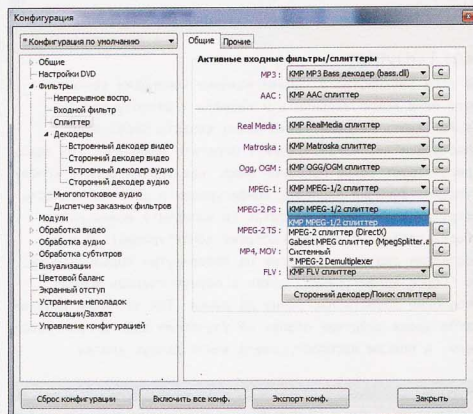 Конфигурация
* Конфигурация по умолчанию
Общие
Настройки DVD
Фильтры
Непрерывное воспр.
Входной фильтр
Сплиттер
Декодеры
Встроенный декодер видео
Сторонний декодер видео
Встроенный декодер аудио
Сторонний декодер аудио
Многопотоковое аудио
Диспетчер заказных фильтров
Модули
Обработка видео
Обработка аудио
Обработка субтитров
Визуализации
Цветовой баланс
Экранный отступ
Устранение неполадок
Ассоциации/Захват
Управление конфигурацией
Общие Прочие
Активные входные фильтры/сплиттеры
MP3 : KMP MP3 Bass декодер (bass.dl) C
AAC : KMP AAC сплиттер C
Real Media : KMP RealMedia сплиттер C
Matroska : KMP Matroska сплиттер C
Ogg, OGM : KMP OGG/OGM сплиттер C
MPEG-1 : KMP MPEG-1/2 сплиттер C
MPEG-2 PS : KMP MPEG-1/2 сплиттер C
KMP MPEG-1/2 сплиттер
MPEG-2 TS : MPEG-2 сплиттер (DirectX) C
Gabest MPEG сплиттер (MpegSplitter.a
MP4, MOV : Системный C
* MPEG-2 Demultiplexer
FLV : KMP FLV сплиттер C
Сторонний декодер/Поиск сплиттера
Сброс конфигурации Включить все конф. Экспорт конф. Закрыть